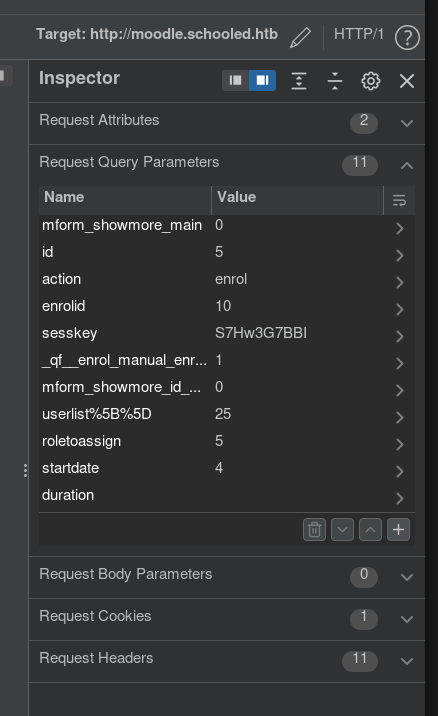 Target: http://moodle.schooled.htb HTTP/1 ?
Inspector
Request Attributes 2
Request Query Parameters 11
Name Value
mform_showmore_main 0
id 5
action enrol
enrolid 10
sesskey S7Hw3G7BBI
_qf__enrol_manual_enr... 1
mform_showmore_id_... 0
userlist%5B%5D 25
roletoassign 5
startdate 4
duration
Request Body Parameters 0
Request Cookies 1
Request Headers 11